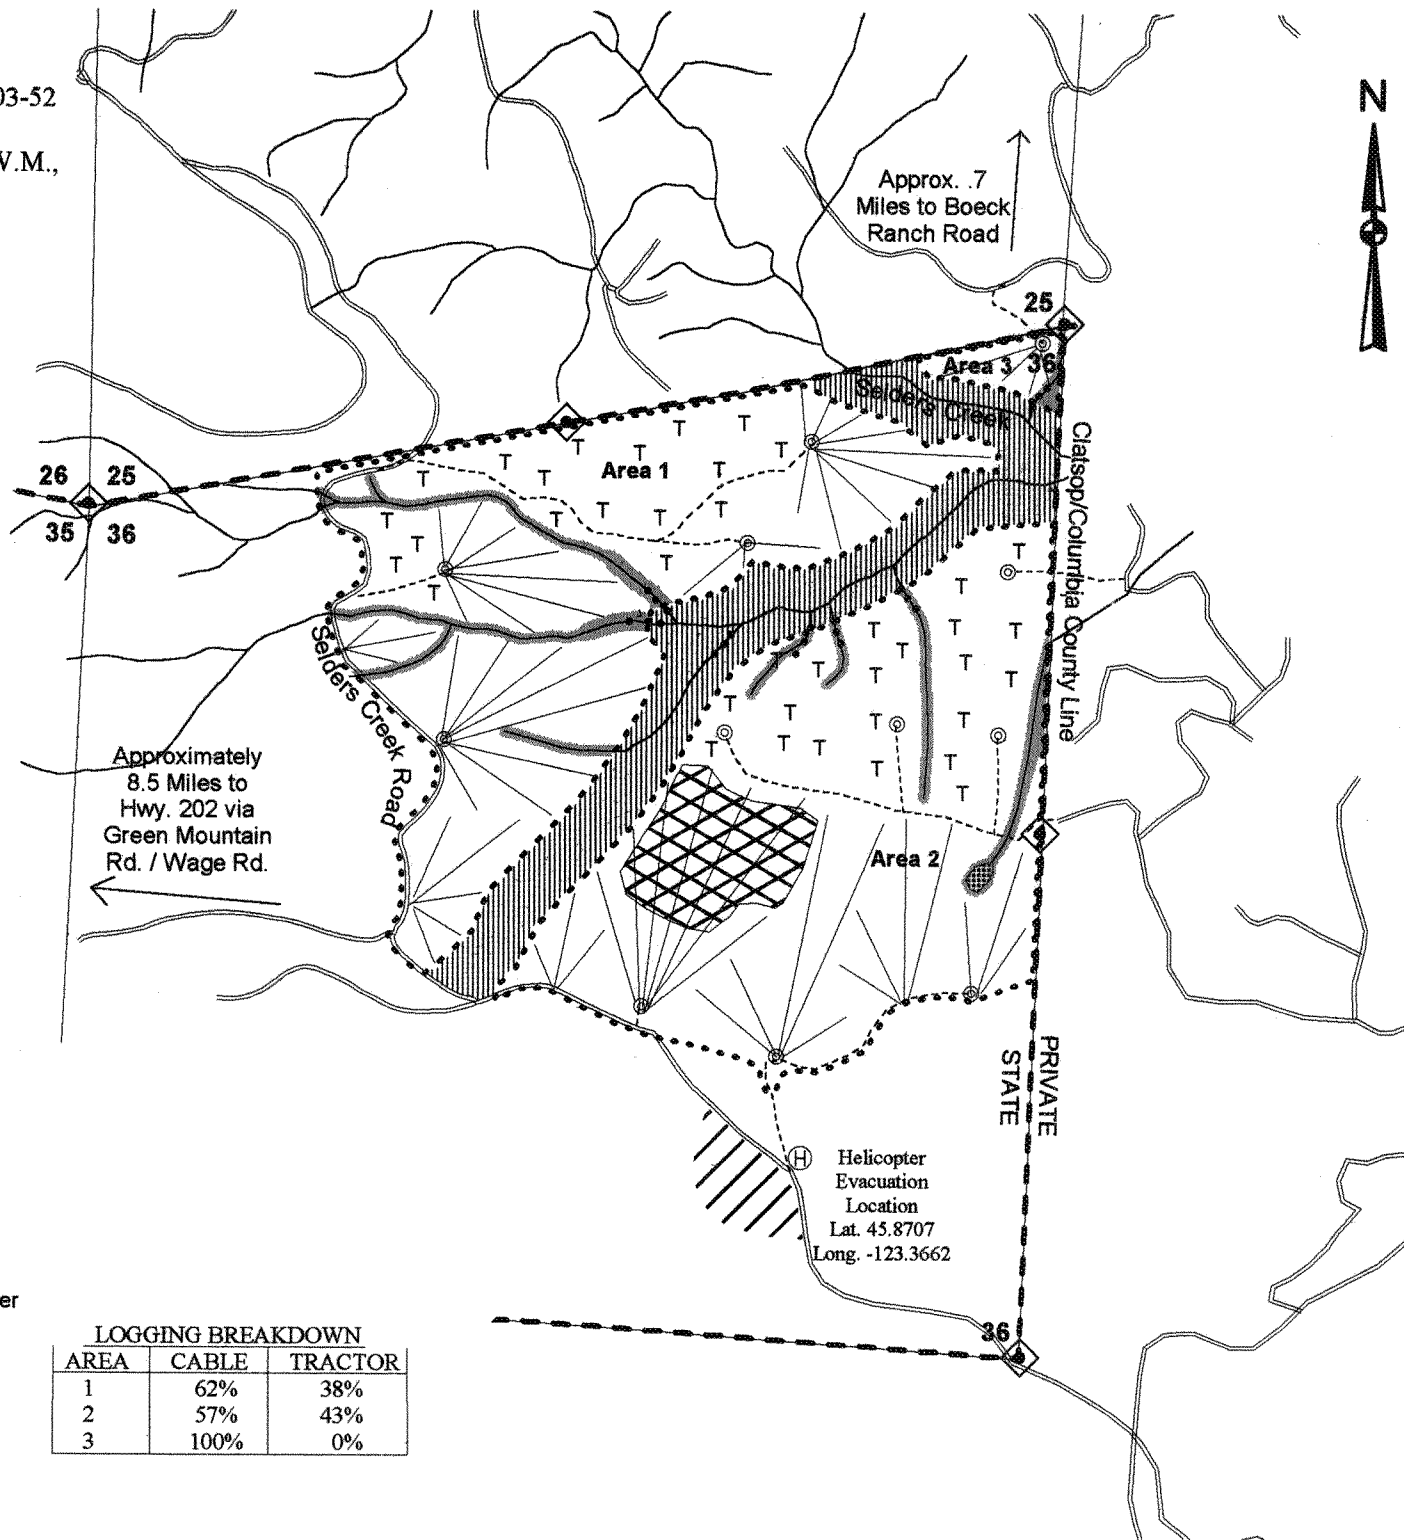 03-52
W.M.,
N
Approx. .7
Miles to Boeck
Ranch Road
25
Area 3
36
Selders Creek
Clatsop/Columbia County Line
26 25
35 36
Area 1
T T T T T T T T T T T T T T T T T T T
Selders Creek Road
T T T T T T T T T T T T T T T T T T T T T
Approximately
8.5 Miles to
Hwy. 202 via
Green Mountain
Rd. / Wage Rd.
Area 2
PRIVATE
STATE
H
Helicopter
Evacuation
Location
Lat. 45.8707
Long. -123.3662
er
36
LOGGING BREAKDOWN
AREA CABLE TRACTOR
1 62% 38%
2 57% 43%
3 100% 0%